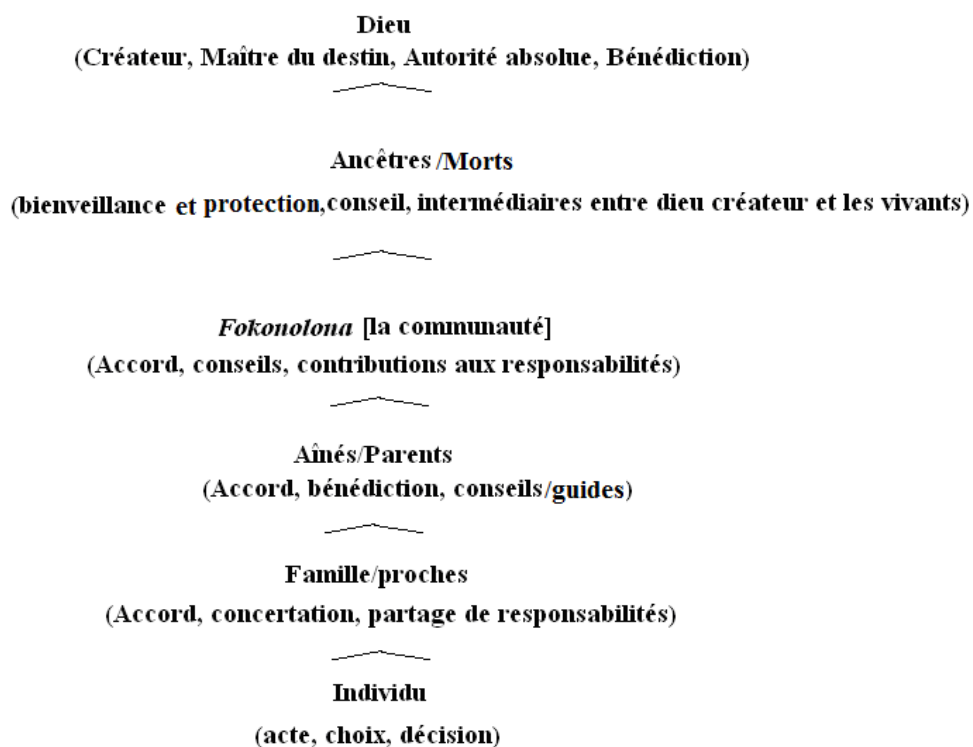 Dieu
(Créateur, Maître du destin, Autorité absolue, Bénédiction)
Ancêtres /Morts
(bienveillance et protection,conseil, intermédiaires entre dieu créateur et les vivants)
Fokonolona [la communauté]
(Accord, conseils, contributions aux responsabilités)
Aînés/Parents
(Accord, bénédiction, conseils/guides)
Famille/proches
(Accord, concertation, partage de responsabilités)
Individu
(acte, choix, décision)